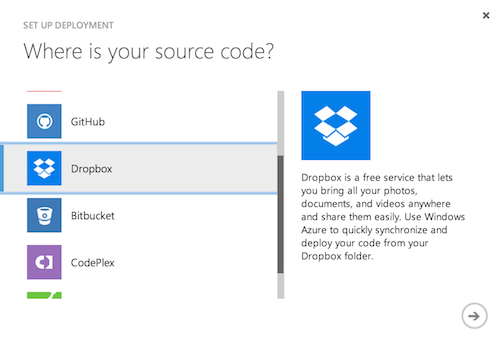 SET UP DEPLOYMENT
Where is your source code?
GitHub
Dropbox
Bitbucket
CodePlex
Dropbox is a free service that lets
you bring all your photos,
documents, and videos anywhere
and share them easily. Use Windows
Azure to quickly synchronize and
deploy your code from your
Dropbox folder.